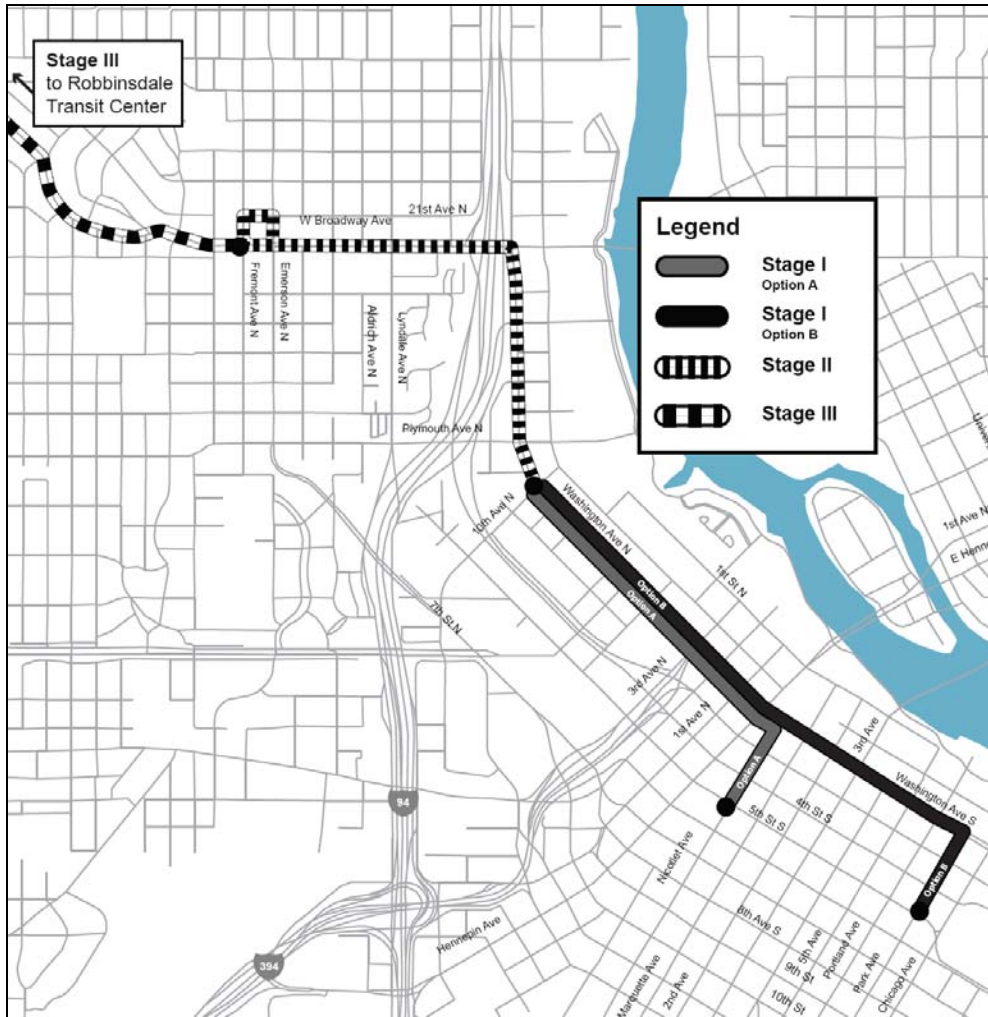 Stage III
to Robbinsdale
Transit Center
21st Ave N
W Broadway Ave
Legend
Stage I
Option A
Stage I
Option B
Stage II
Stage III
Fremont Ave N
Emerson Ave N
Aldrich Ave N
Lyndale Ave N
Plymouth Ave N
10th Ave N
Washington Ave N
1st St N
1st Ave N
E Henne
Univers
Option B
Option A
7th St N
3rd Ave N
1st Ave N
3rd Ave
Washington Ave S
Option A
4th St S
5th St S
Nicollet Ave
Option B
94
394
Hennepin Ave
8th Ave S
5th Ave
Portland Ave
9th St
Park Ave
Chicago Ave
10th St
Marquette Ave
2nd Ave